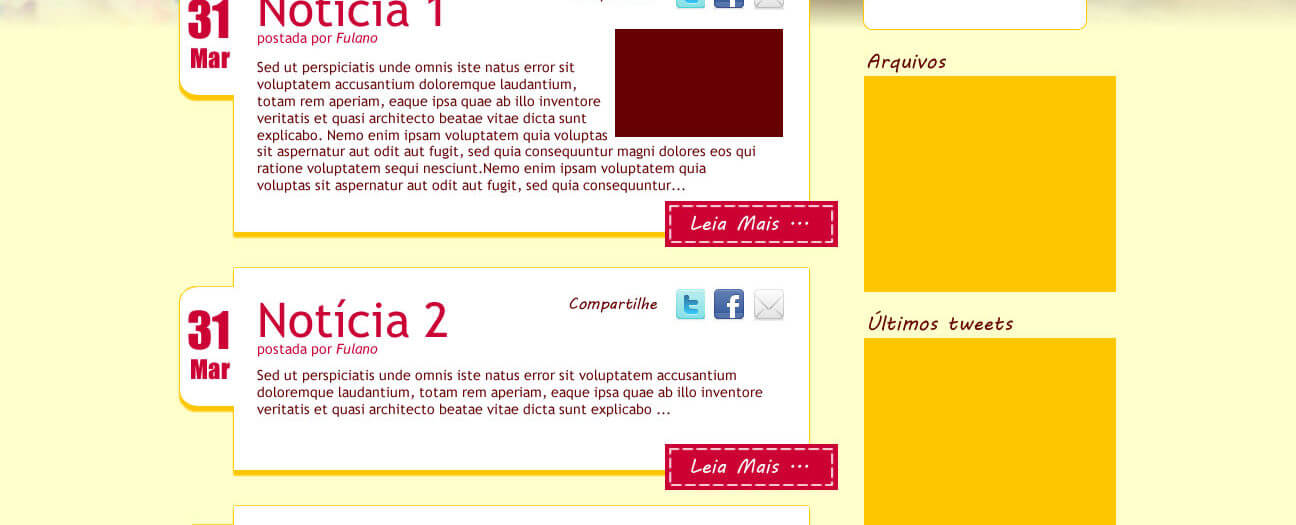 31
Mar
Notícia 1
postada por Fulano
Sed ut perspiciatis unde omnis iste natus error sit
voluptatem accusantium doloremque laudantium,
totam rem aperiam, eaque ipsa quae ab illo inventore
veritatis et quasi architecto beatae vitae dicta sunt
explicabo. Nemo enim ipsam voluptatem quia voluptas
sit aspernatur aut odit aut fugit, sed quia consequuntur magni dolores eos qui
ratione voluptatem sequi nesciunt.Nemo enim ipsam voluptatem quia
voluptas sit aspernatur aut odit aut fugit, sed quia consequuntur...
Leia Mais ...
31
Mar
Notícia 2
Compartilhe
postada por Fulano
Sed ut perspiciatis unde omnis iste natus error sit voluptatem accusantium
doloremque laudantium, totam rem aperiam, eaque ipsa quae ab illo inventore
veritatis et quasi architecto beatae vitae dicta sunt explicabo ...
Leia Mais ...
Arquivos
Últimos tweets